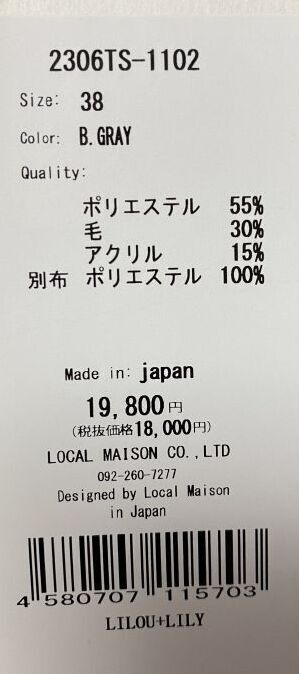 2306TS-1102
Size: 38
Color: B.GRAY
Quality:
ポリエステル 55%
毛 30%
アクリル 15%
別布 ポリエステル 100%
Made in: japan
19,800円
(税抜価格18,000円)
LOCAL MAISON CO.,LTD
092-260-7277
Designed by Local Maison
in Japan
4 580707 115703
LILOU+LILY